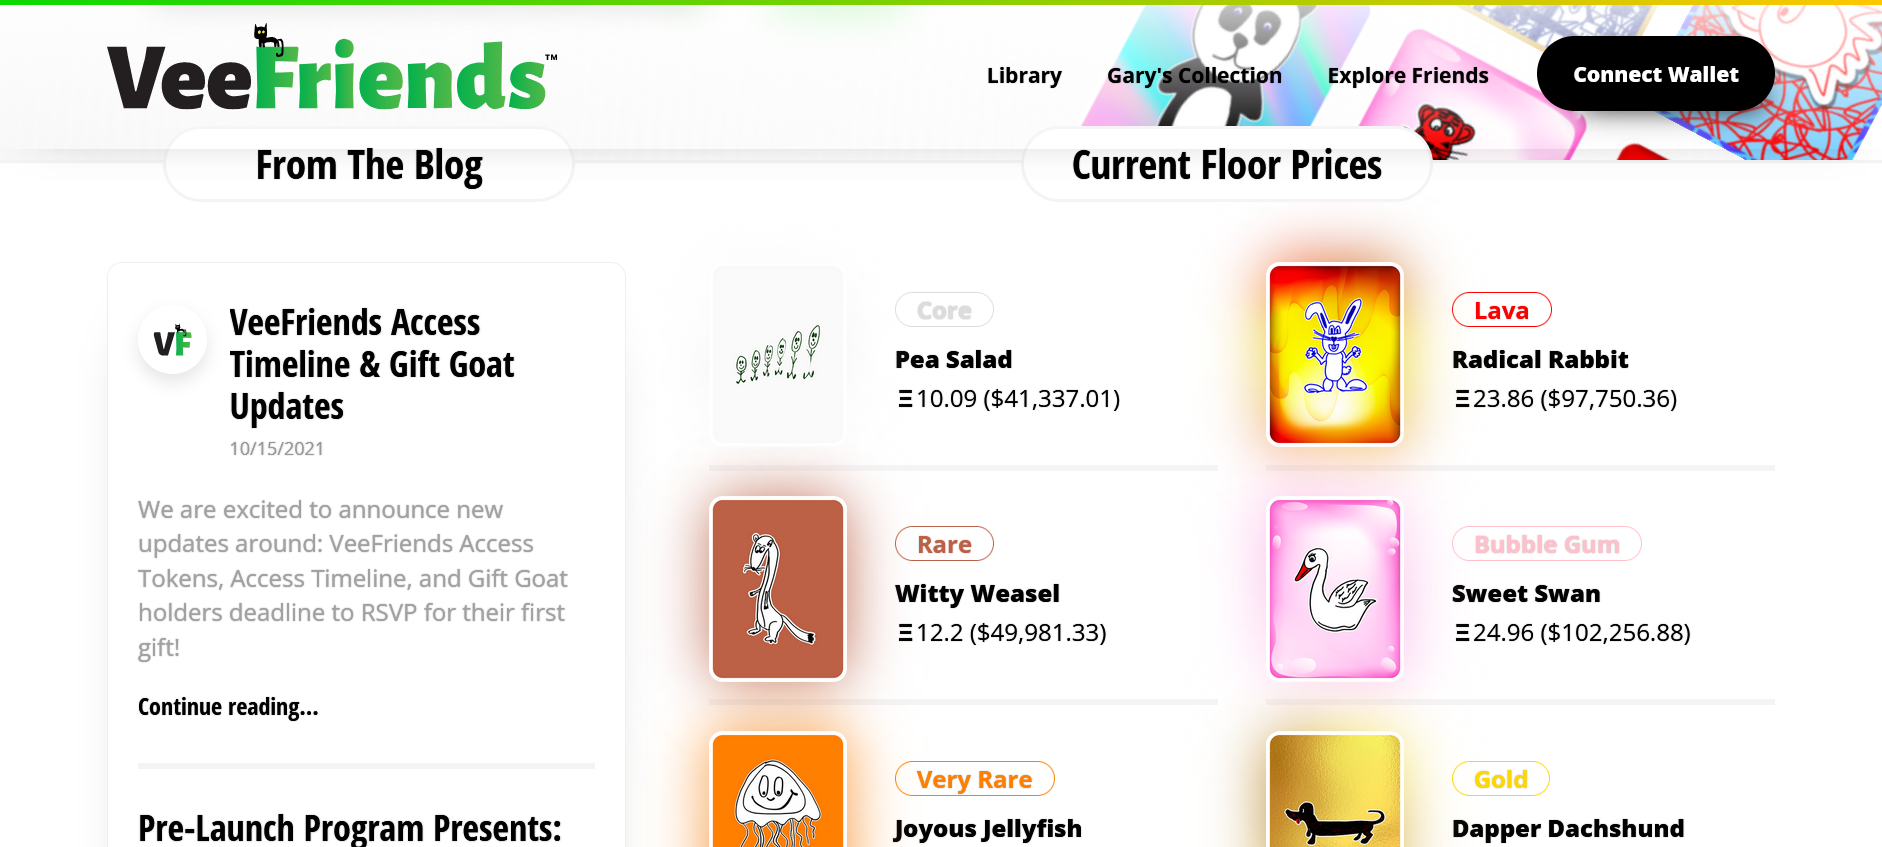 VeeFriends™
Library
Gary's Collection
Explore Friends
Connect Wallet
From The Blog
Current Floor Prices
VF
VeeFriends Access
Timeline & Gift Goat
Updates
10/15/2021
We are excited to announce new
updates around: VeeFriends Access
Tokens, Access Timeline, and Gift Goat
holders deadline to RSVP for their first
gift!
Continue reading...
Pre-Launch Program Presents:
Core
Pea Salad
Ξ10.09 ($41,337.01)
Lava
Radical Rabbit
Ξ23.86 ($97,750.36)
Rare
Witty Weasel
Ξ12.2 ($49,981.33)
Bubble Gum
Sweet Swan
Ξ24.96 ($102,256.88)
Very Rare
Joyous Jellyfish
Gold
Dapper Dachshund